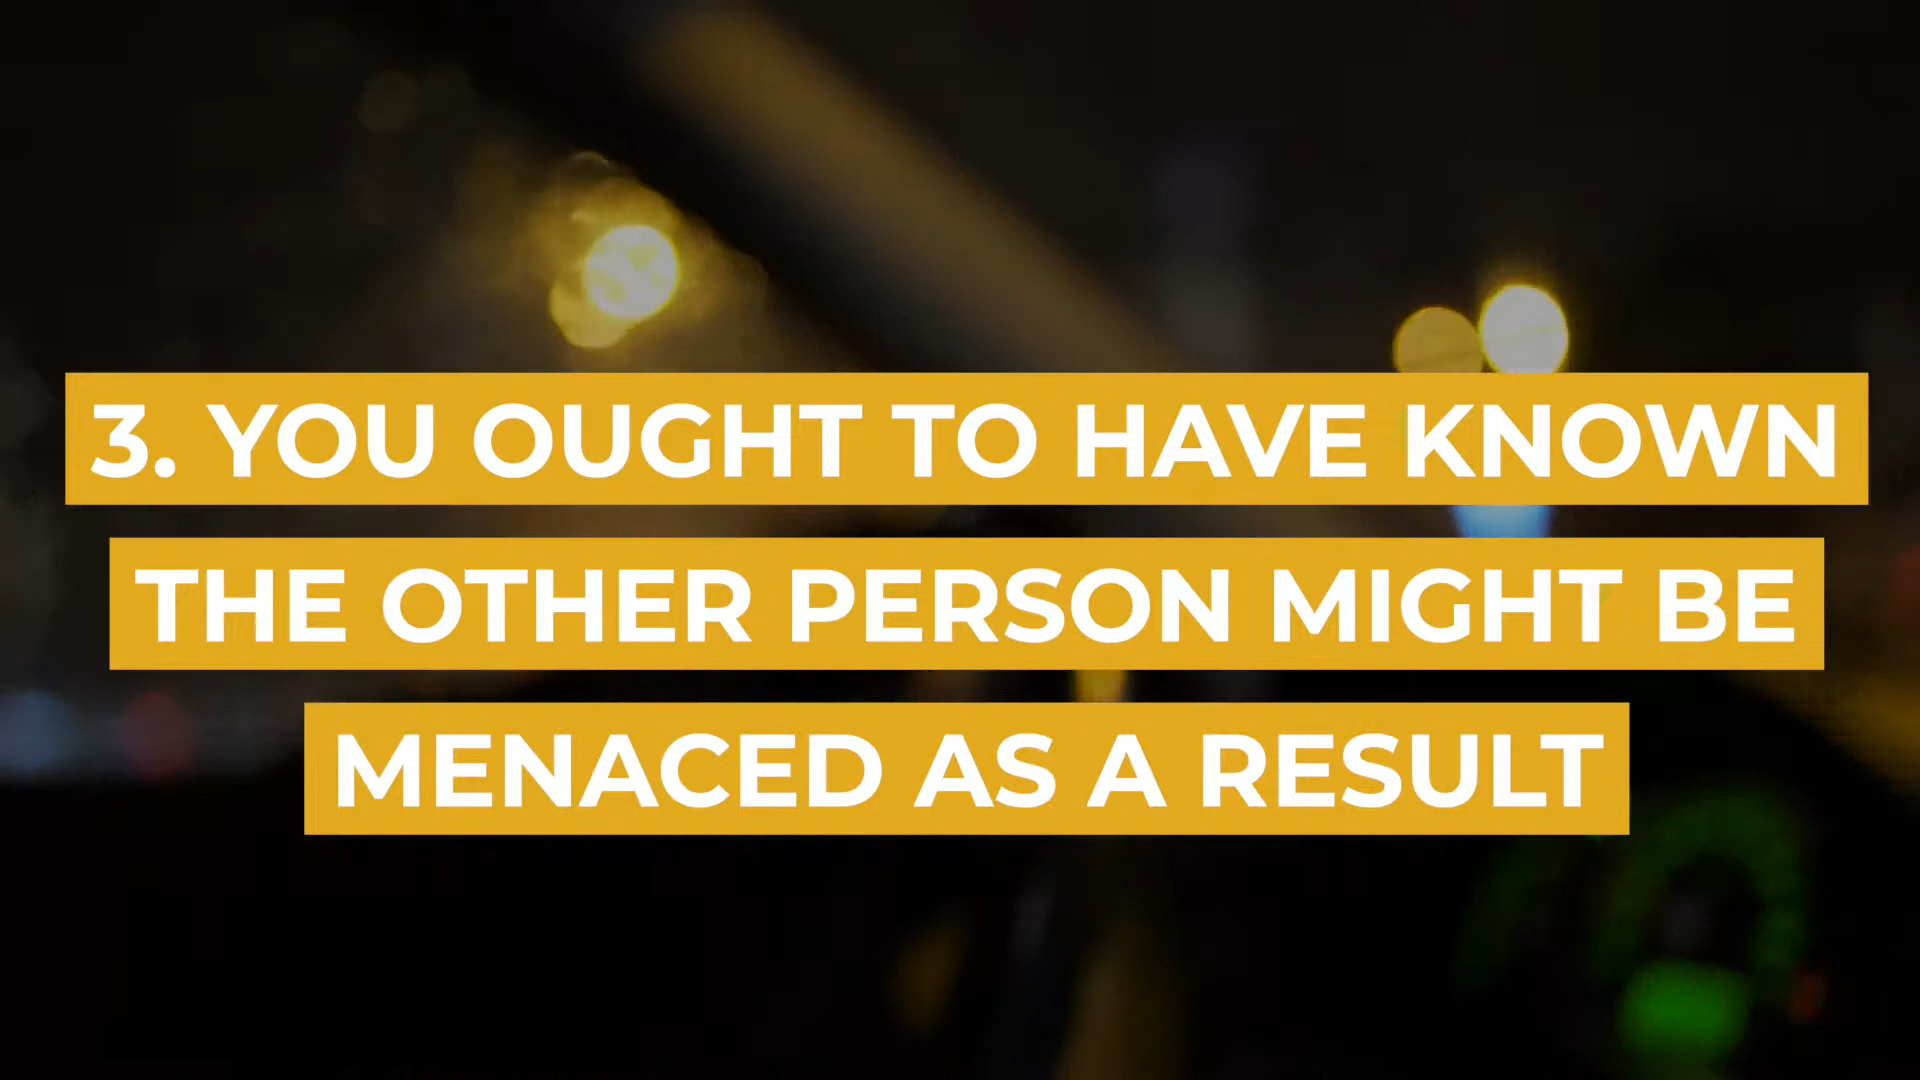 3. YOU OUGHT TO HAVE KNOWN
THE OTHER PERSON MIGHT BE
MENACED AS A RESULT